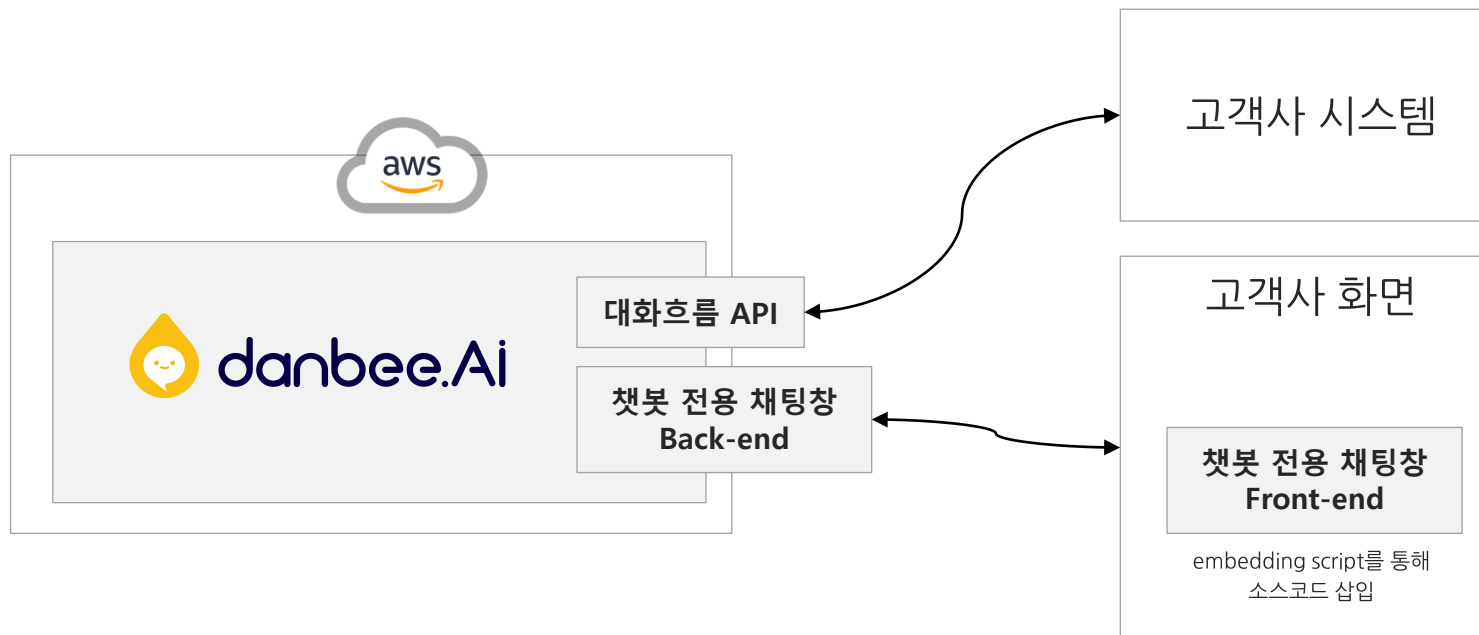 aws
danbee.Ai
대화흐름 API
챗봇 전용 채팅창
Back-end
고객사 시스템
고객사 화면
챗봇 전용 채팅창
Front-end
embedding script를 통해
소스코드 삽입